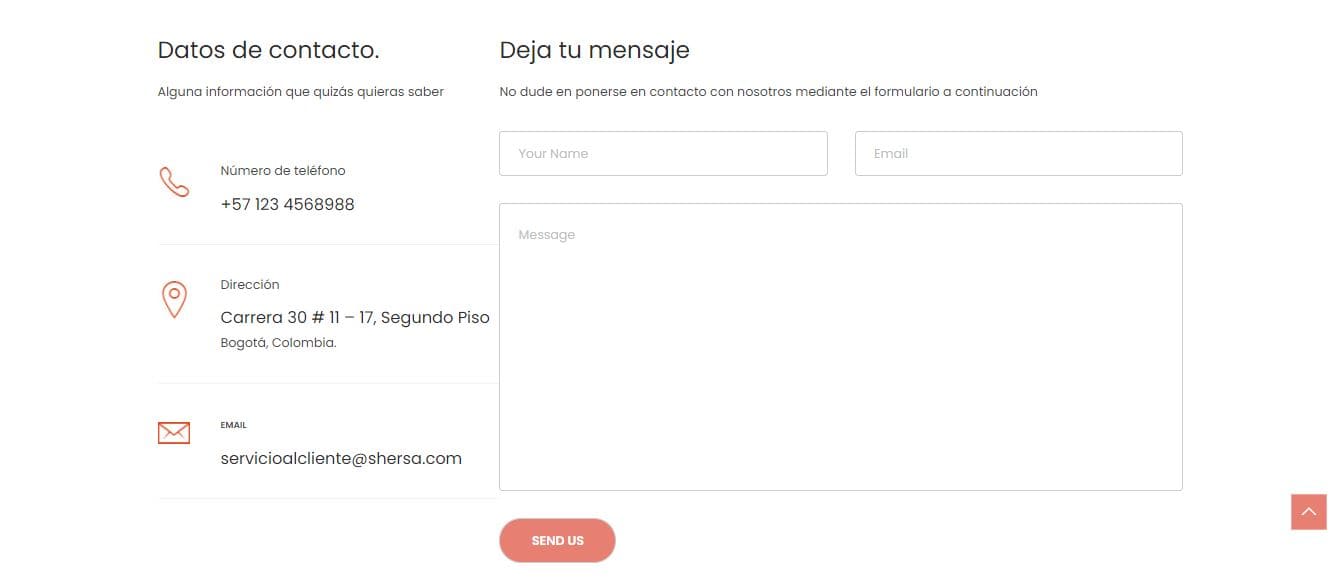 Datos de contacto.
Alguna información que quizás quieras saber
Número de teléfono
+57 123 4568988
Dirección
Carrera 30 # 11 – 17, Segundo Piso
Bogotá, Colombia.
EMAIL
servicioalcliente@shersa.com
Deja tu mensaje
No dude en ponerse en contacto con nosotros mediante el formulario a continuación
Your Name
Email
Message
SEND US